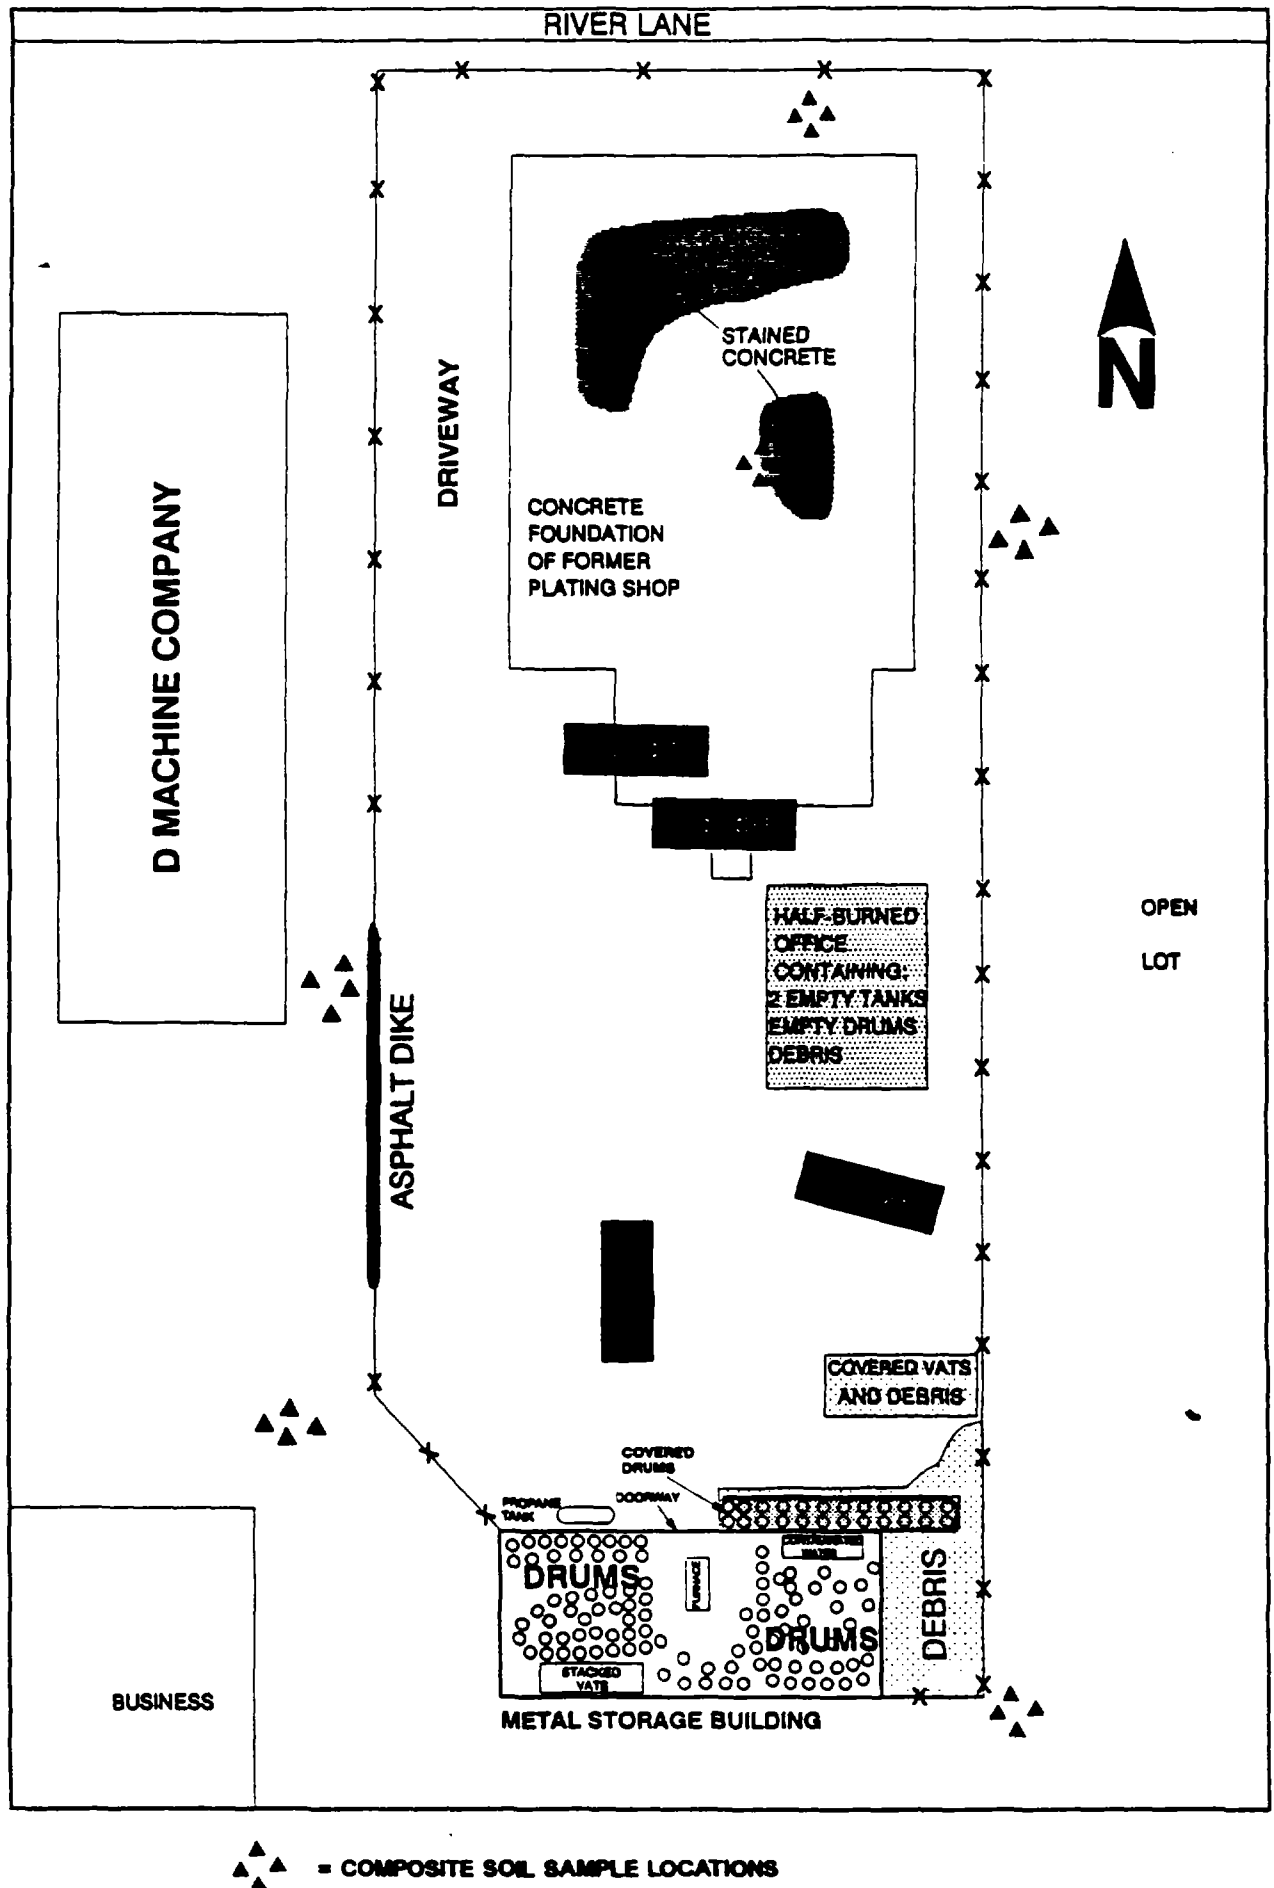 RIVER LANE
STAINED
CONCRETE
N
DRIVEWAY
CONCRETE
FOUNDATION
OF FORMER
PLATING SHOP
D MACHINE COMPANY
HALF-BURNED
OFFICE
CONTAINING:
2 EMPTY TANKS
EMPTY DRUMS
DEBRIS
OPEN
LOT
ASPHALT DIKE
COVERED VATS
AND DEBRIS
COVERED
DRUMS
PROPANE
TANK
DOORWAY
WATER
DRUMS
FURNACE
DRUMS
DEBRIS
STACKED
VATS
BUSINESS
METAL STORAGE BUILDING
= COMPOSITE SOIL SAMPLE LOCATIONS